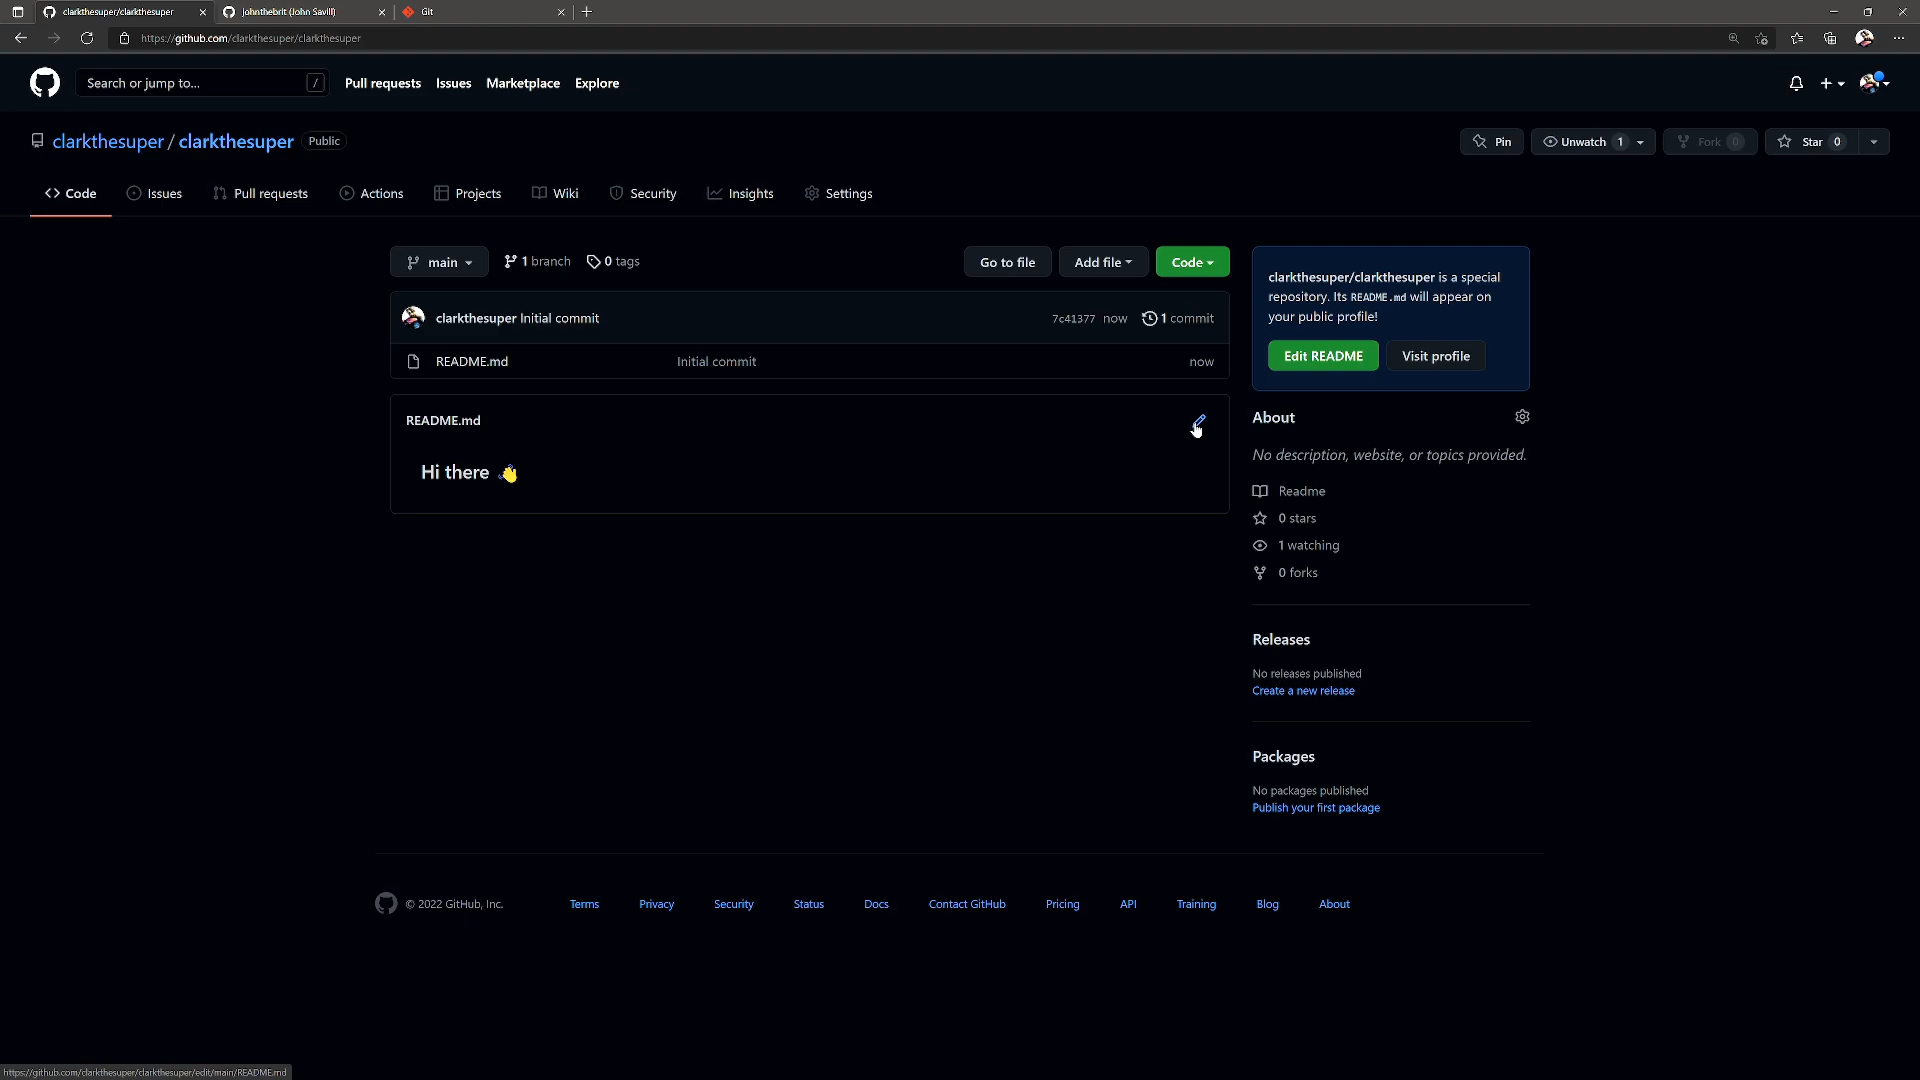 clarkthesuper/clarkthesuper
johnthebrit (John Savill)
Git
https://github.com/clarkthesuper/clarkthesuper
Search or jump to...
/
Pull requests
Issues
Marketplace
Explore
clarkthesuper / clarkthesuper
Public
Pin
Unwatch 1
Fork 0
Star 0
Code
Issues
Pull requests
Actions
Projects
Wiki
Security
Insights
Settings
main
1 branch
0 tags
Go to file
Add file
Code
clarkthesuper Initial commit
7c41377 now
1 commit
README.md
Initial commit
now
README.md
Hi there 👋
clarkthesuper/clarkthesuper is a special
repository. Its README.md will appear on
your public profile!
Edit README
Visit profile
About
No description, website, or topics provided.
Readme
0 stars
1 watching
0 forks
Releases
No releases published
Create a new release
Packages
No packages published
Publish your first package
© 2022 GitHub, Inc.
Terms
Privacy
Security
Status
Docs
Contact GitHub
Pricing
API
Training
Blog
About
https://github.com/clarkthesuper/clarkthesuper/edit/main/README.md